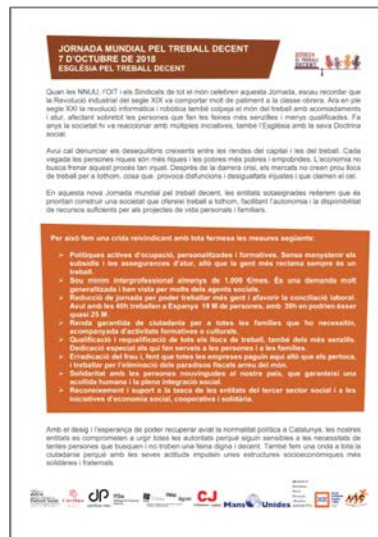 JORNADA MUNDIAL PEL TREBALL DECENT
7 D'OCTUBRE DE 2018
ESGLÉSIA PEL TREBALL DECENT
Quan les NNUU, l'OIT i els Sindicats de tot el món celebren aquesta Jornada, escau recordar que
la Revolució industrial del segle XIX va comportar molt de patiment a la classe obrera. Ara en ple
segle XXI la revolució informàtica i robòtica també colpeja el món del treball amb acomiadaments
i atur, afectant sobretot les persones que fan les feines més senzilles i menys qualificades. Fa
anys la societat hi va reaccionar amb múltiples iniciatives, també l'Església amb la seva Doctrina
social.
Avui cal denunciar els desequilibris creixents entre les rendes del capital i les del treball. Cada
vegada les persones riques són més riques i les pobres més pobres i empobrides. L'economia no
busca frenar aquest procés tan injust. Després de la darrera crisi, els mercats no creen prou llocs
de treball per a tothom, cosa que provoca disfuncions i desigualtats injustes i que clamen el cel.
En aquesta nova Jornada mundial pel treball decent, les entitats sotasignades reiterem que és
prioritari construir una societat que ofereixi treball a tothom, facilitant l'autonomia i la disponibilitat
de recursos suficients per als projectes de vida personals i familiars.
Per això fem una crida reivindicant amb tota fermesa les mesures següents:
➢ Polítiques actives d'ocupació, personalitzades i formatives. Sense menystenir els
subsidis i les assegurances d'atur, allò que la gent més reclama sempre és un
treball.
➢ Sou mínim interprofessional almenys de 1.000 €/mes. És una demanda molt
generalitzada i ben vista per molts dels agents socials.
➢ Reducció de jornada per poder treballar més gent i afavorir la conciliació laboral.
Avui amb les 40h treballen a Espanya 19 M de persones, amb 30h en podrien ésser
quasi 25 M.
➢ Renda garantida de ciutadania per a totes les famílies que ho necessitin,
acompanyada d'activitats formatives o culturals.
➢ Qualificació i requalificació de tots els llocs de treball, també dels més senzills.
Dedicació especial als qui fan serveis a les persones i a les famílies.
➢ Erradicació del frau i, fent que totes les empreses paguin aquí allò que els pertoca,
i treballar per l'eliminació dels paradisos fiscals arreu del món.
➢ Solidaritat amb les persones novingudes al nostre país, que garanteixi una
acollida humana i la plena integració social.
➢ Reconeixement i suport a la tasca de les entitats del tercer sector social i a les
iniciatives d'economia social, cooperativa i solidària.
Amb el desig i l'esperança de poder recuperar aviat la normalitat política a Catalunya, les nostres
entitats es comprometen a urgir totes les autoritats perquè siguin sensibles a les necessitats de
tantes persones que busquen i no troben una feina digna i decent. També fem una crida a tota la
ciutadania perquè amb les seves actituds impulsin unes estructures socioeconòmiques més
solidàries i fraternals.
Càritas
CJ
Mans Unides